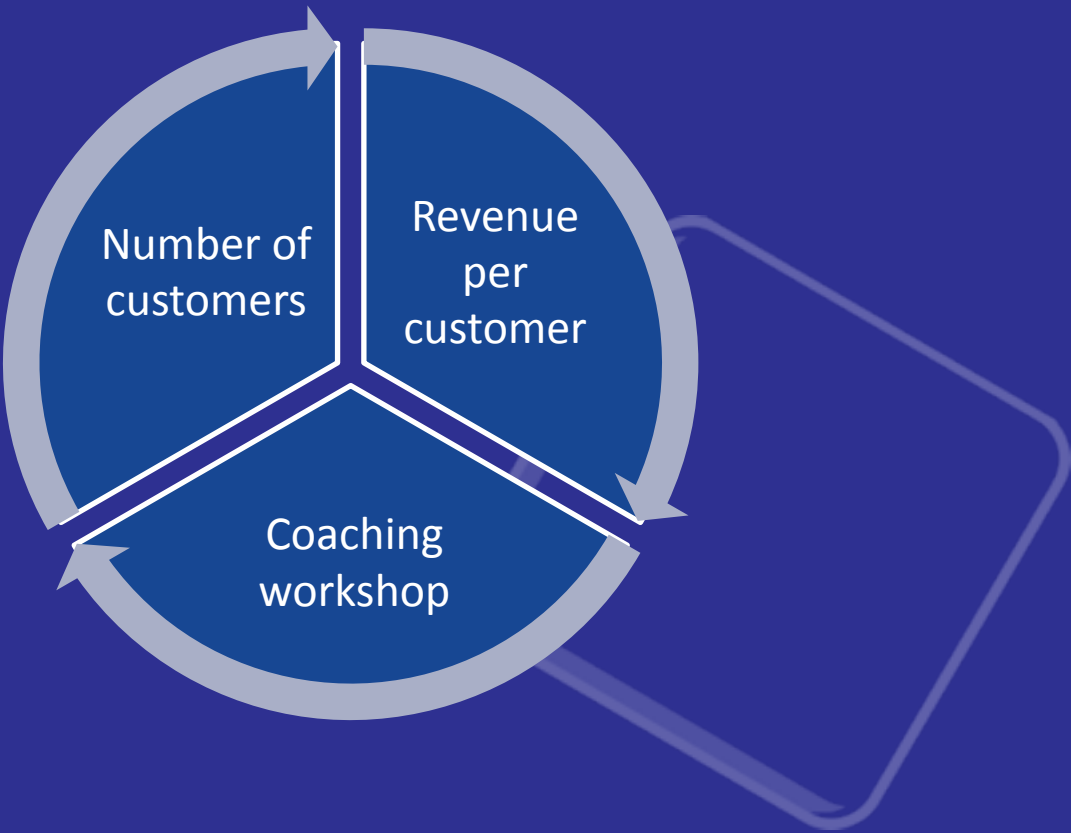 Number of
customers
Revenue
per
customer
Coaching
workshop